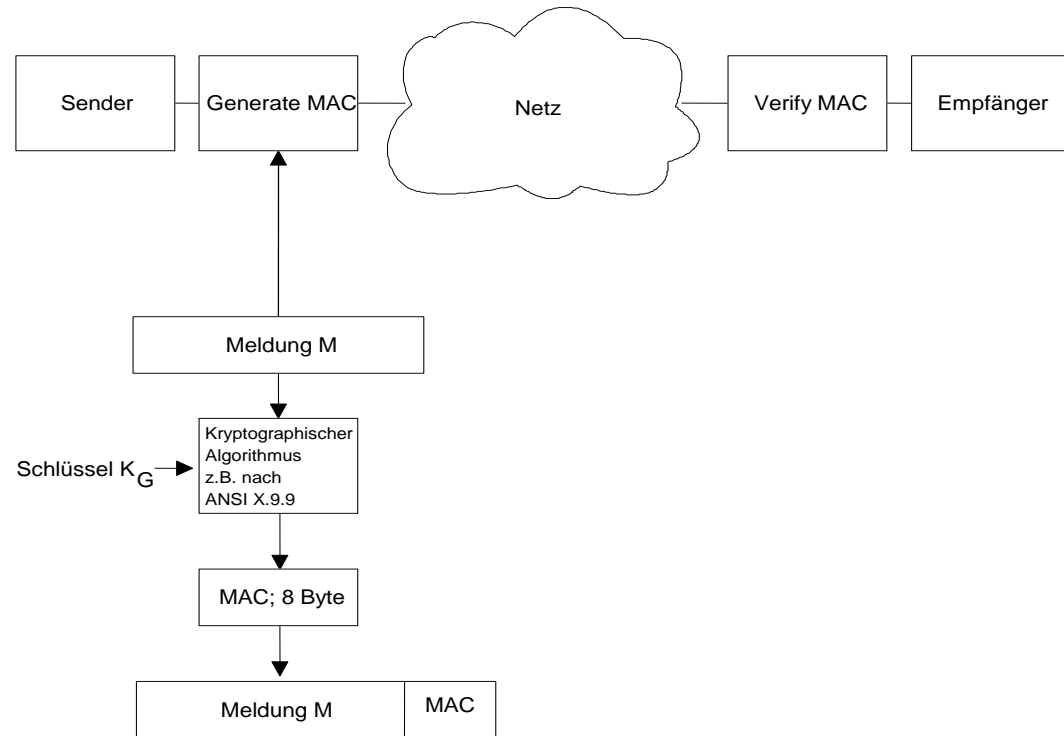 Sender
Generate MAC
Netz
Verify MAC
Empfänger
Meldung M
Kryptographischer
Algorithmus
z.B. nach
ANSI X.9.9
Schlüssel KG
MAC; 8 Byte
Meldung M
MAC